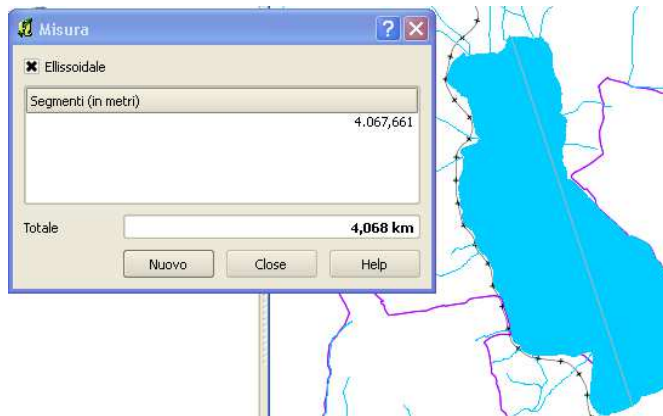 Misura
Ellissoidale
Segmenti (in metri)
4.067,661
Totale
4,068 km
Nuovo
Close
Help